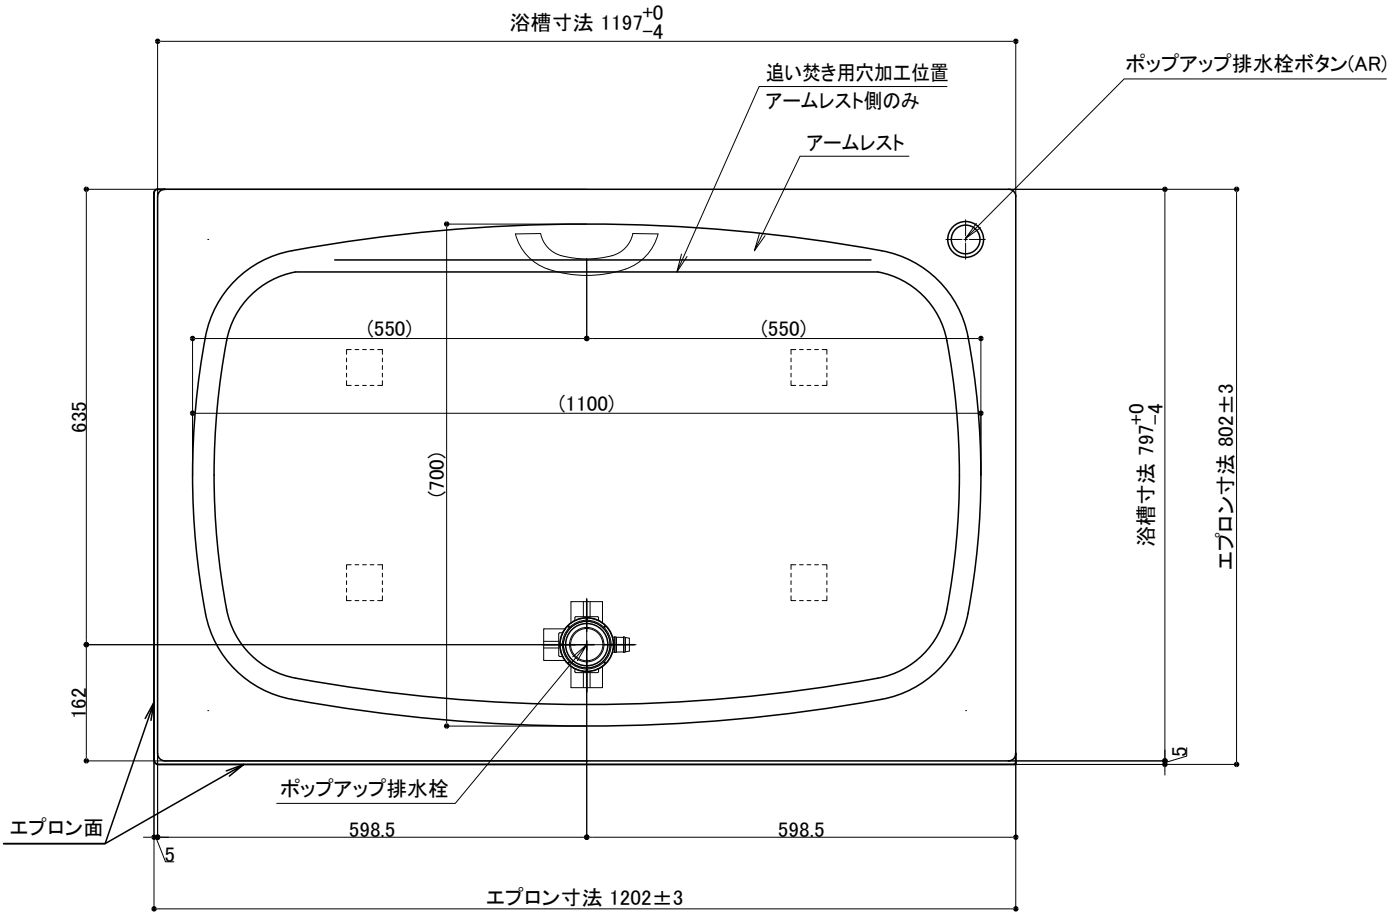 浴槽寸法 1197+0 -4
ポップアップ排水栓ボタン(AR)
追い焚き用穴加工位置
アームレスト側のみ
アームレスト
(550)
(550)
(1100)
(700)
635
162
浴槽寸法 797+0 -4
エプロン寸法 802±3
5
ポップアップ排水栓
エプロン面
598.5
598.5
5
エプロン寸法 1202±3